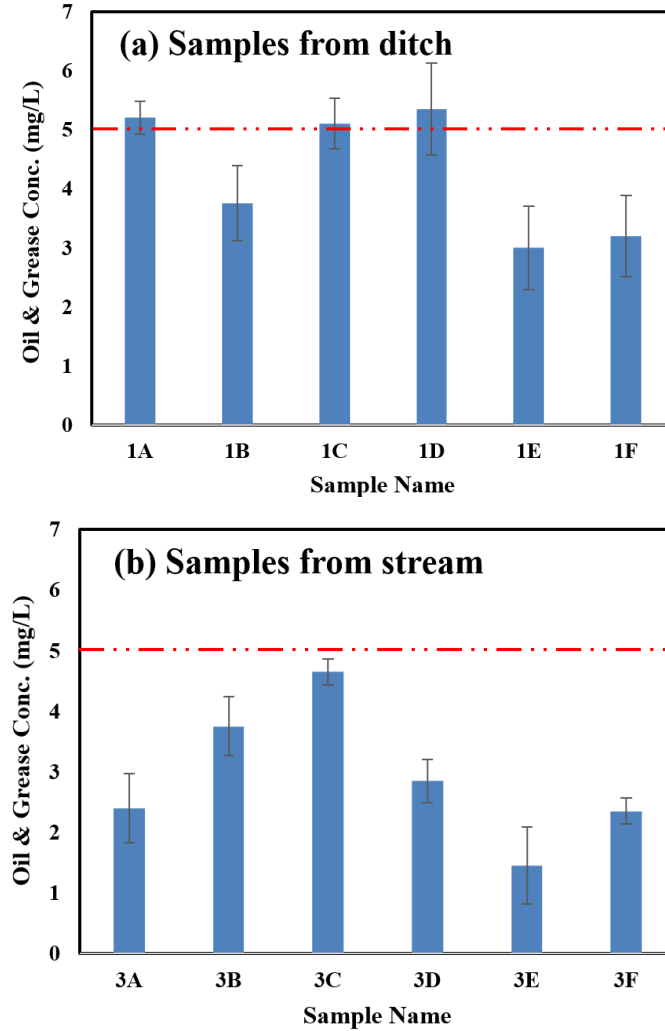 (a) Samples from ditch
Oil & Grease Conc. (mg/L)
7
6
5
4
3
2
1
0
1A 1B 1C 1D 1E 1F
Sample Name
(b) Samples from stream
Oil & Grease Conc. (mg/L)
7
6
5
4
3
2
1
0
3A 3B 3C 3D 3E 3F
Sample Name